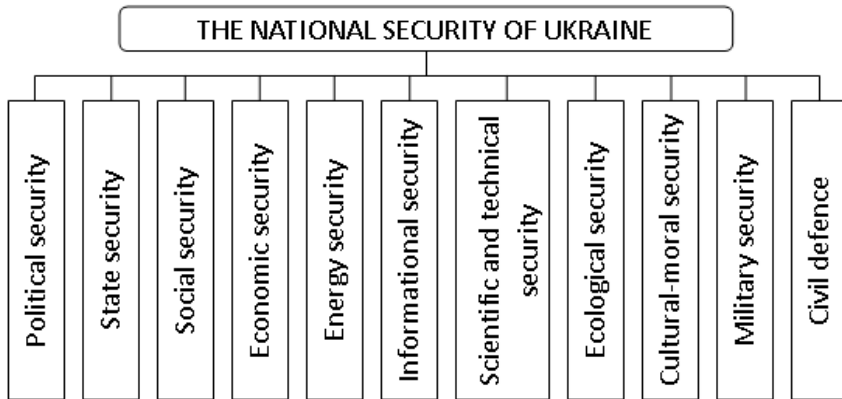 THE NATIONAL SECURITY OF UKRAINE
Political security
State security
Social security
Economic security
Energy security
Informational security
Scientific and technical
security
Ecological security
Cultural-moral security
Military security
Civil defence